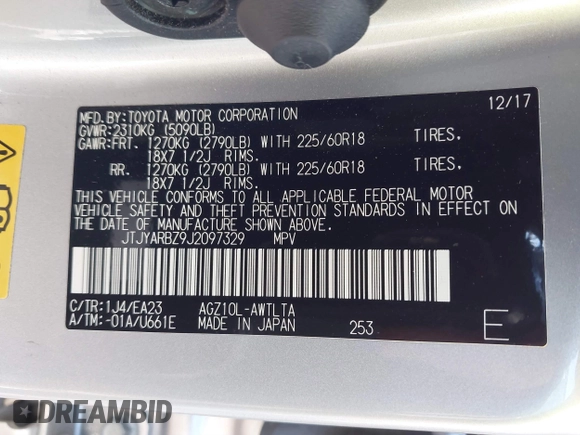 MFD.BY:TOYOTA MOTOR CORPORATION 12/17
GVWR:2310KG (5090LB)
GAWR:FRT. 1270KG (2790LB) WITH 225/60R18 TIRES.
18X7 1/2J RIMS.
RR. 1270KG (2790LB) WITH 225/60R18 TIRES.
18X7 1/2J RIMS.
THIS VEHICLE CONFORMS TO ALL APPLICABLE FEDERAL MOTOR
VEHICLE SAFETY AND THEFT PREVENTION STANDARDS IN EFFECT ON
THE DATE OF MANUFACTURE SHOWN ABOVE.
JTJYARBZ9J2097329 MPV
C/TR:1J4/EA23 AGZ10L-AWTLTA
A/TM:-01A/U661E MADE IN JAPAN 253 E
DREAMBID